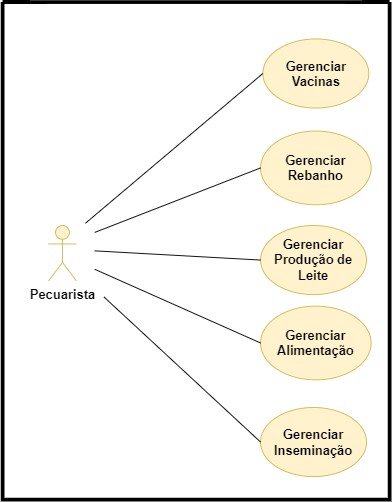 Gerenciar
Vacinas
Gerenciar
Rebanho
Gerenciar
Produção de
Leite
Pecuarista
Gerenciar
Alimentação
Gerenciar
Inseminação